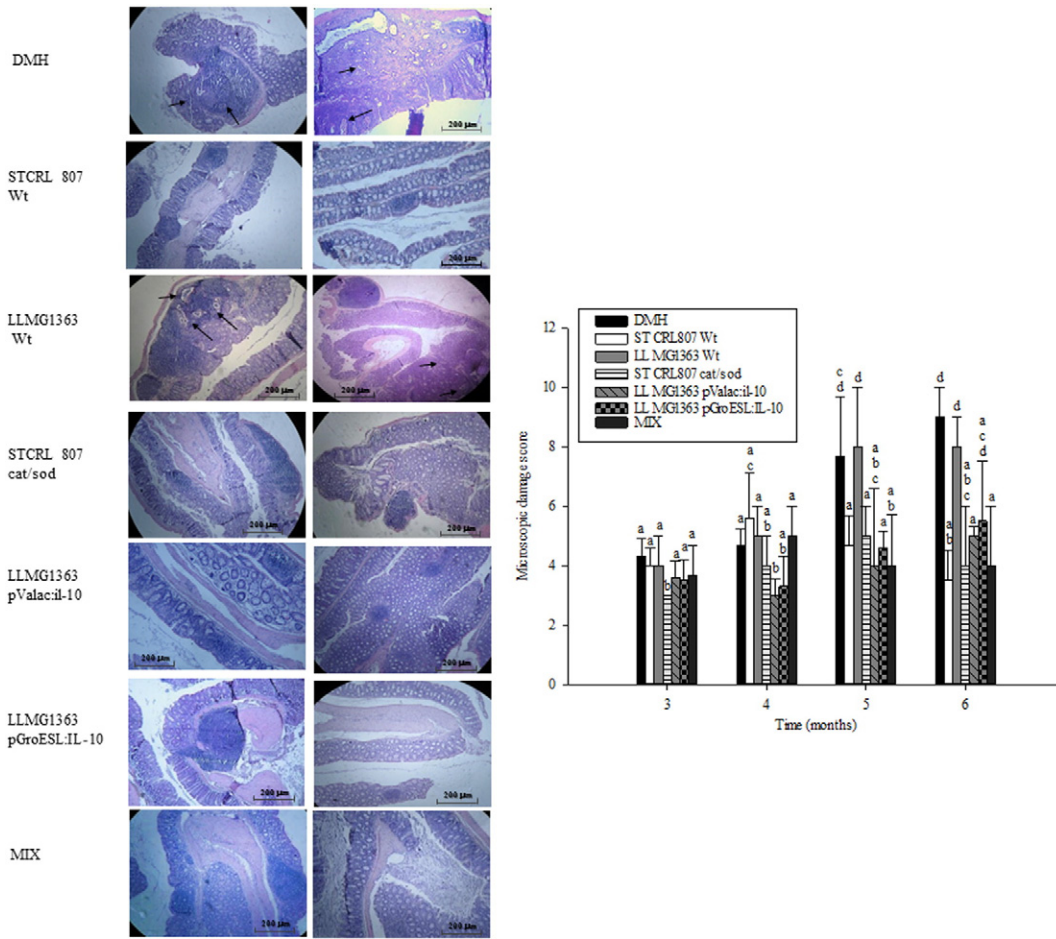 DMH
200 µm
STCRL 807
Wt
200 µm
LLMG1363
Wt
200 µm
200 µm
STCRL 807
cat/sod
200 µm
200 µm
LLMG1363
pValac:il-10
200 µm
200 µm
LLMG1363
pGroESL:IL-10
200 µm
200 µm
MIX
200 µm
200 µm
Microscopic damage score
12
10
8
6
4
2
0
DMH
ST CRL807 Wt
LL MG1363 Wt
ST CRL807 cat/sod
LL MG1363 pValac:il-10
LL MG1363 pGroESL:IL-10
MIX
a
a
a
b
a
a
a
a
a
c
a
a
b
b
a
b
a
c
d
a
d
a
a
b
c
a
a
b
d
a
b
d
a
b
c
a
a
c
d
a
3
4
5
6
Time (months)